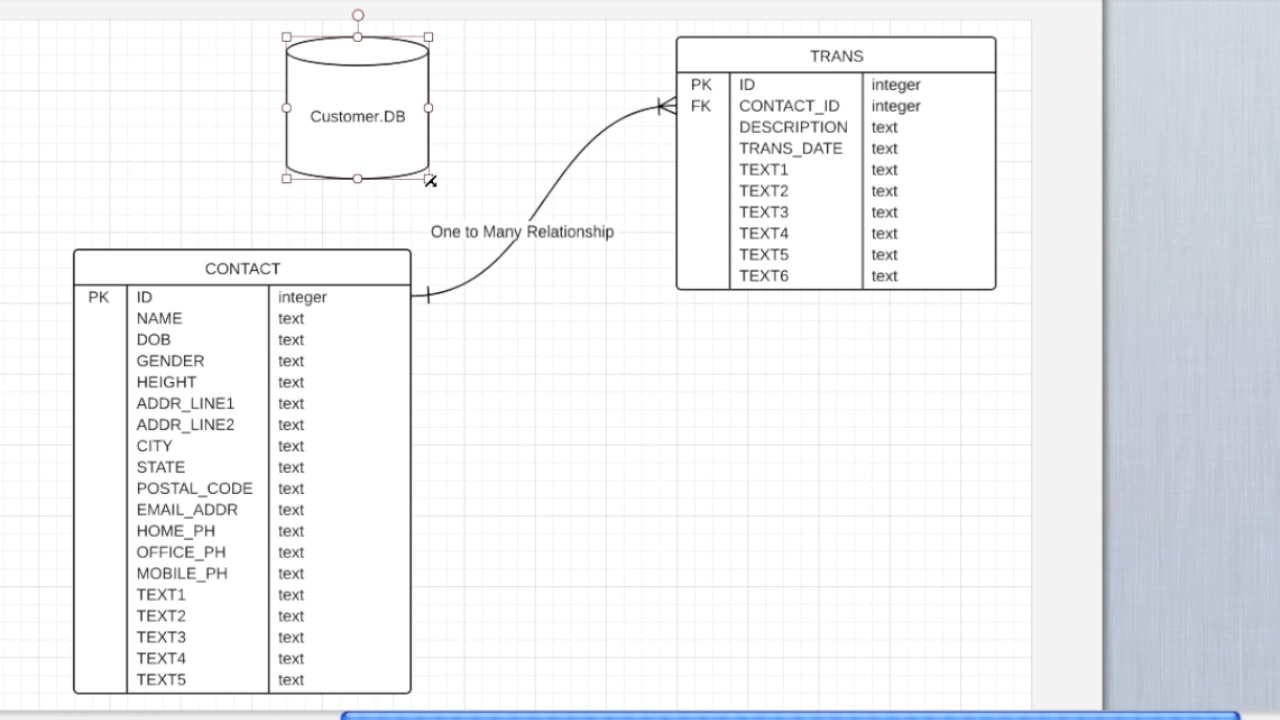 Customer.DB
TRANS
PK ID integer
FK CONTACT_ID integer
DESCRIPTION text
TRANS_DATE text
TEXT1 text
TEXT2 text
TEXT3 text
TEXT4 text
TEXT5 text
TEXT6 text
One to Many Relationship
CONTACT
PK ID integer
NAME text
DOB text
GENDER text
HEIGHT text
ADDR_LINE1 text
ADDR_LINE2 text
CITY text
STATE text
POSTAL_CODE text
EMAIL_ADDR text
HOME_PH text
OFFICE_PH text
MOBILE_PH text
TEXT1 text
TEXT2 text
TEXT3 text
TEXT4 text
TEXT5 text